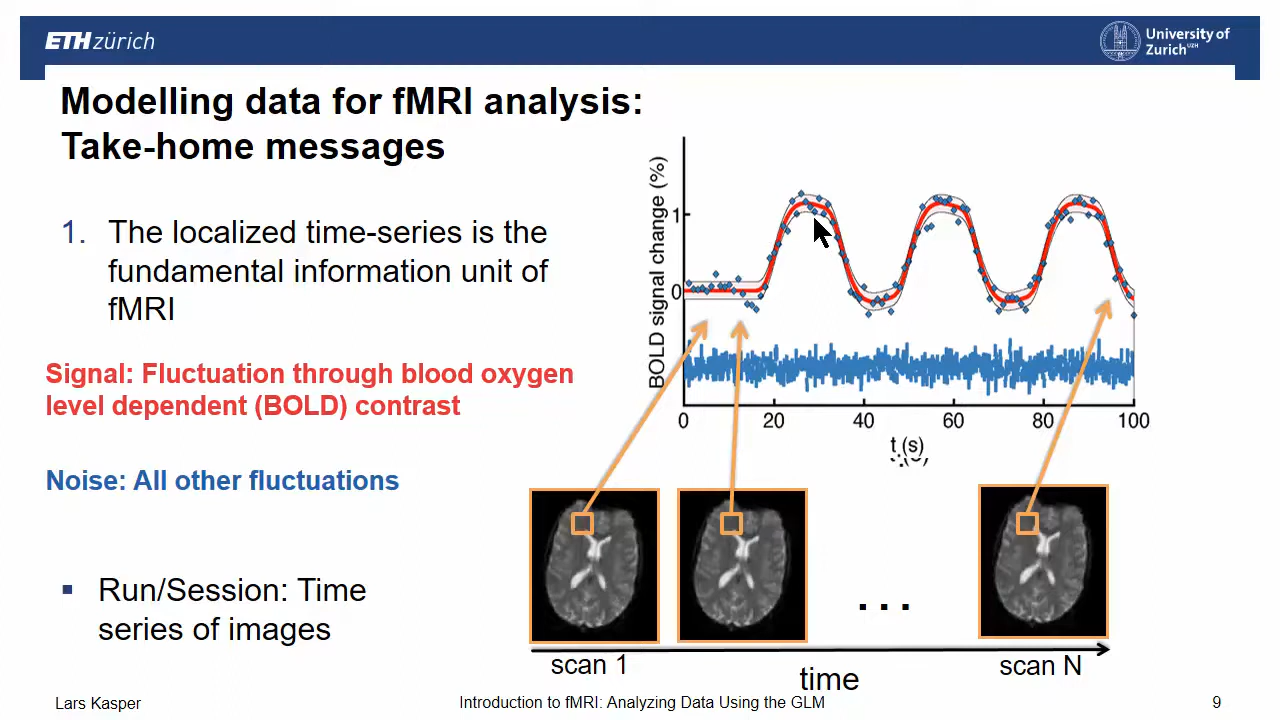 ETH zürich
University of
Zurich UZH
Modelling data for fMRI analysis:
Take-home messages
1. The localized time-series is the
fundamental information unit of
fMRI
Signal: Fluctuation through blood oxygen
level dependent (BOLD) contrast
Noise: All other fluctuations
▪ Run/Session: Time
series of images
BOLD signal change (%)
1
0
0 20 40 60 80 100
t (s)
. . .
scan 1
time
scan N
Lars Kasper
Introduction to fMRI: Analyzing Data Using the GLM
9